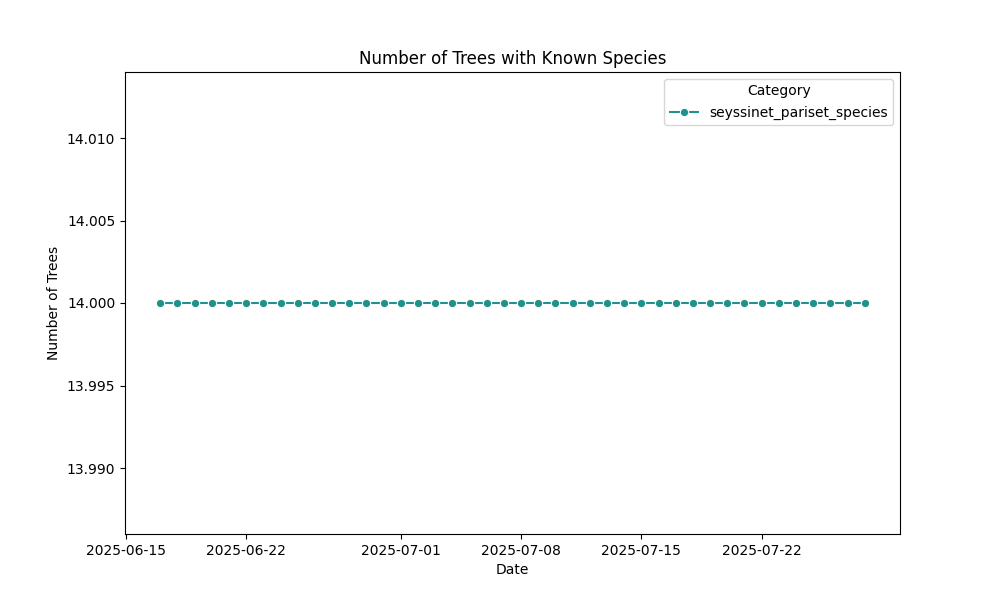 Number of Trees with Known Species
Category
seyssinet_pariset_species
14.010
14.005
14.000
13.995
13.990
Number of Trees
2025-06-15 2025-06-22 2025-07-01 2025-07-08 2025-07-15 2025-07-22
Date